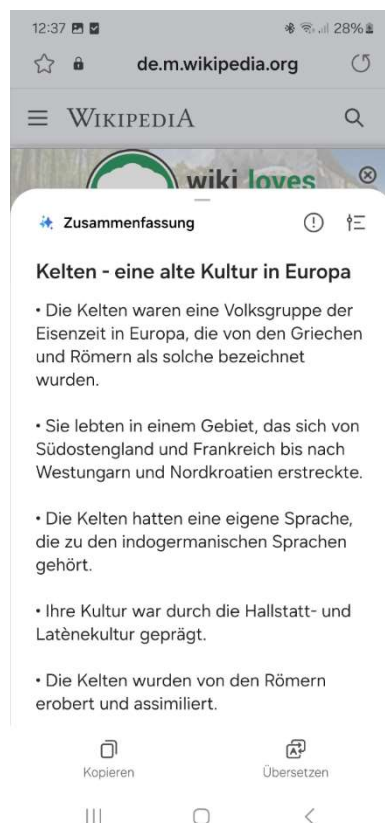 12:37
28%
de.m.wikipedia.org
WIKIPEDIA
wiki loves
Zusammenfassung
Kelten - eine alte Kultur in Europa
• Die Kelten waren eine Volksgruppe der
Eisenzeit in Europa, die von den Griechen
und Römern als solche bezeichnet
wurden.
• Sie lebten in einem Gebiet, das sich von
Südostengland und Frankreich bis nach
Westungarn und Nordkroatien erstreckte.
• Die Kelten hatten eine eigene Sprache,
die zu den indogermanischen Sprachen
gehört.
• Ihre Kultur war durch die Hallstatt- und
Latènekultur geprägt.
• Die Kelten wurden von den Römern
erobert und assimiliert.
Kopieren
Übersetzen